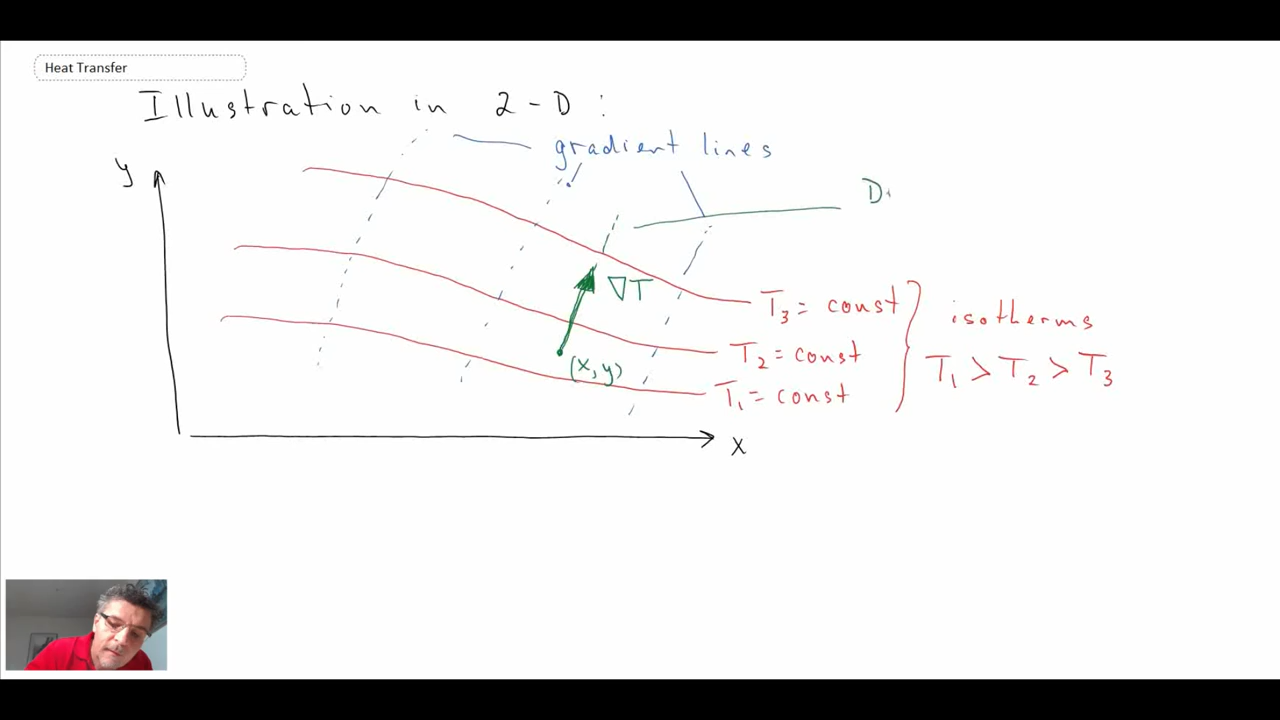 Heat Transfer
Illustration in 2-D :
gradient lines
y
D
∇T
T₃ = const
isotherms
(x, y)
T₂ = const
T₁ > T₂ > T₃
T₁ = const
x